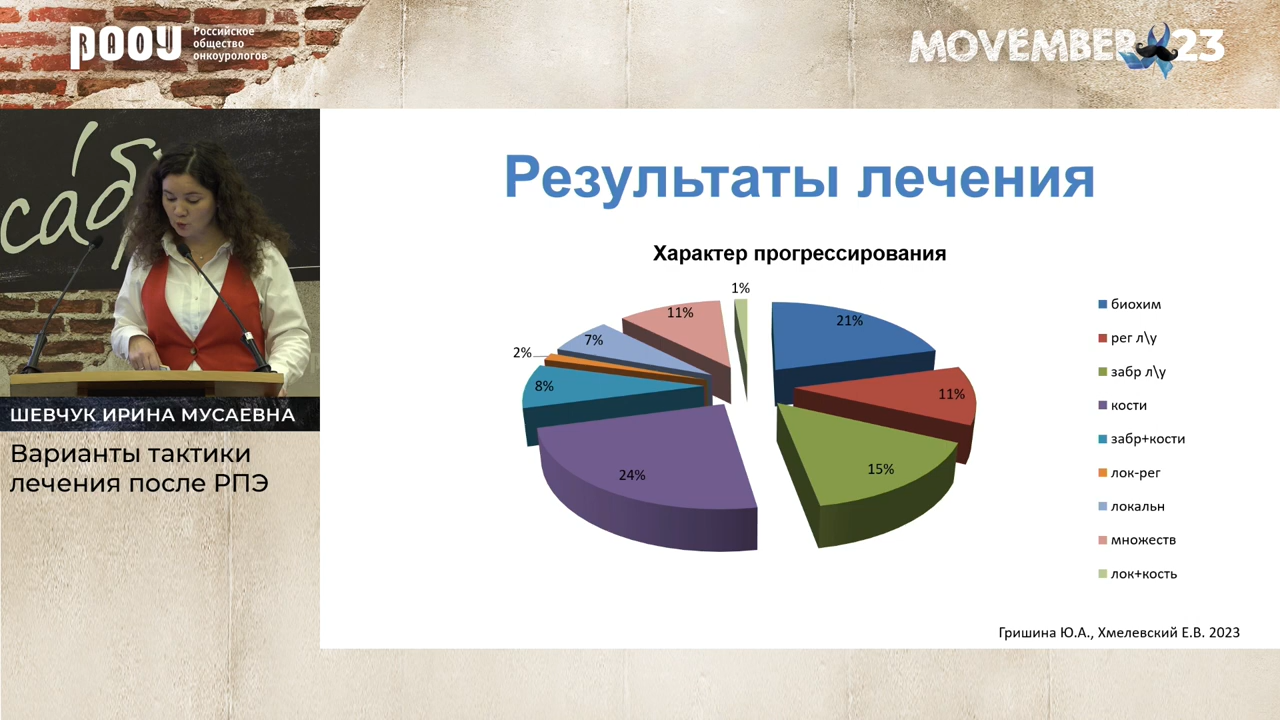 РООУ
Российское
общество
онкоурологов
MOVEMBER 23
ШЕВЧУК ИРИНА МУСАЕВНА
Варианты тактики
лечения после РПЭ
Результаты лечения
Характер прогрессирования
1%
21%
11%
15%
24%
8%
2%
7%
11%
биохим
рег л\у
забр л\у
кости
забр+кости
лок-рег
локальн
множеств
лок+кость
Гришина Ю.А., Хмелевский Е.В. 2023